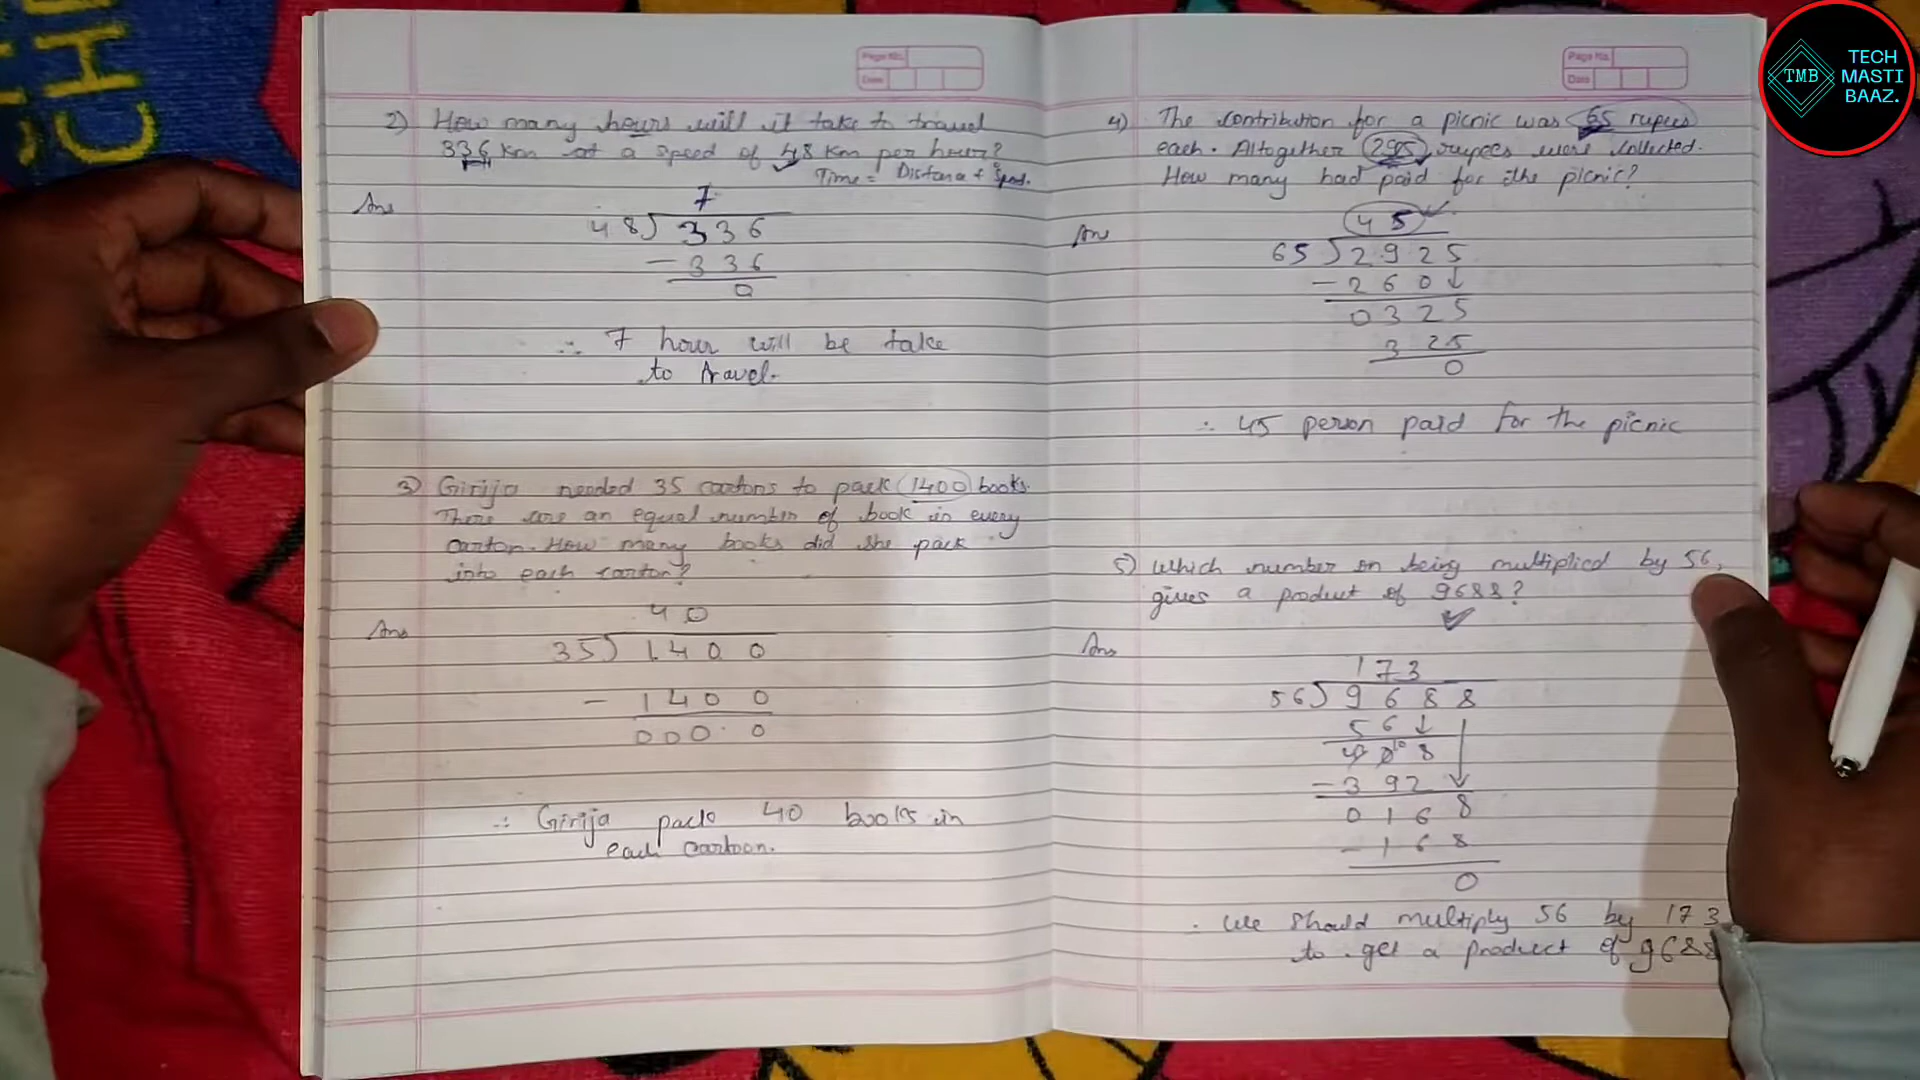 CH
Page No.
Date
2) How many hours will it take to travel
336 Km at a speed of 48 Km per hour?
Time = Distance ÷ Speed.
Ans
7
48) 336
- 336
0
∴ 7 hour will be take
to travel.
3) Girija needed 35 cartons to pack 1400 books
There are an equal number of book in every
carton. How many books did she pack
into each carton?
Ans
40
35) 1400
- 1400
0000
∴ Girija pack 40 books in
each cartoon.
Page No.
Date
4) The contribution for a picnic was 65 rupees
each. Altogether rupees were collected.
How many had paid for the picnic?
Ans
45
65) 2925
- 260↓
0325
325
0
∴ 45 person paid for the picnic
5) Which number on being multiplied by 56,
gives a product of 9688?
Ans
173
56) 9688
56↓
408
- 392↓
0168
- 168
0
∴ we should multiply 56 by 173
to get a product of 9688
TMB
TECH
MASTI
BAAZ.